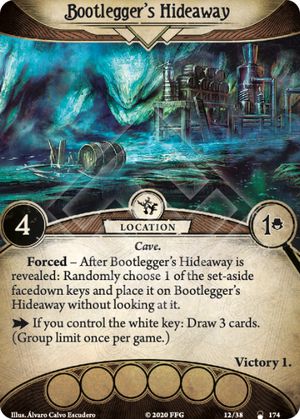 Bootlegger's Hideaway
4
LOCATION
1
Cave.
Forced – After Bootlegger's Hideaway is
revealed: Randomly choose 1 of the set-aside
facedown keys and place it on Bootlegger's
Hideaway without looking at it.
If you control the white key: Draw 3 cards.
(Group limit once per game.)
Victory 1.
Illus. Álvaro Calvo Escudero
© 2020 FFG
12/38
174